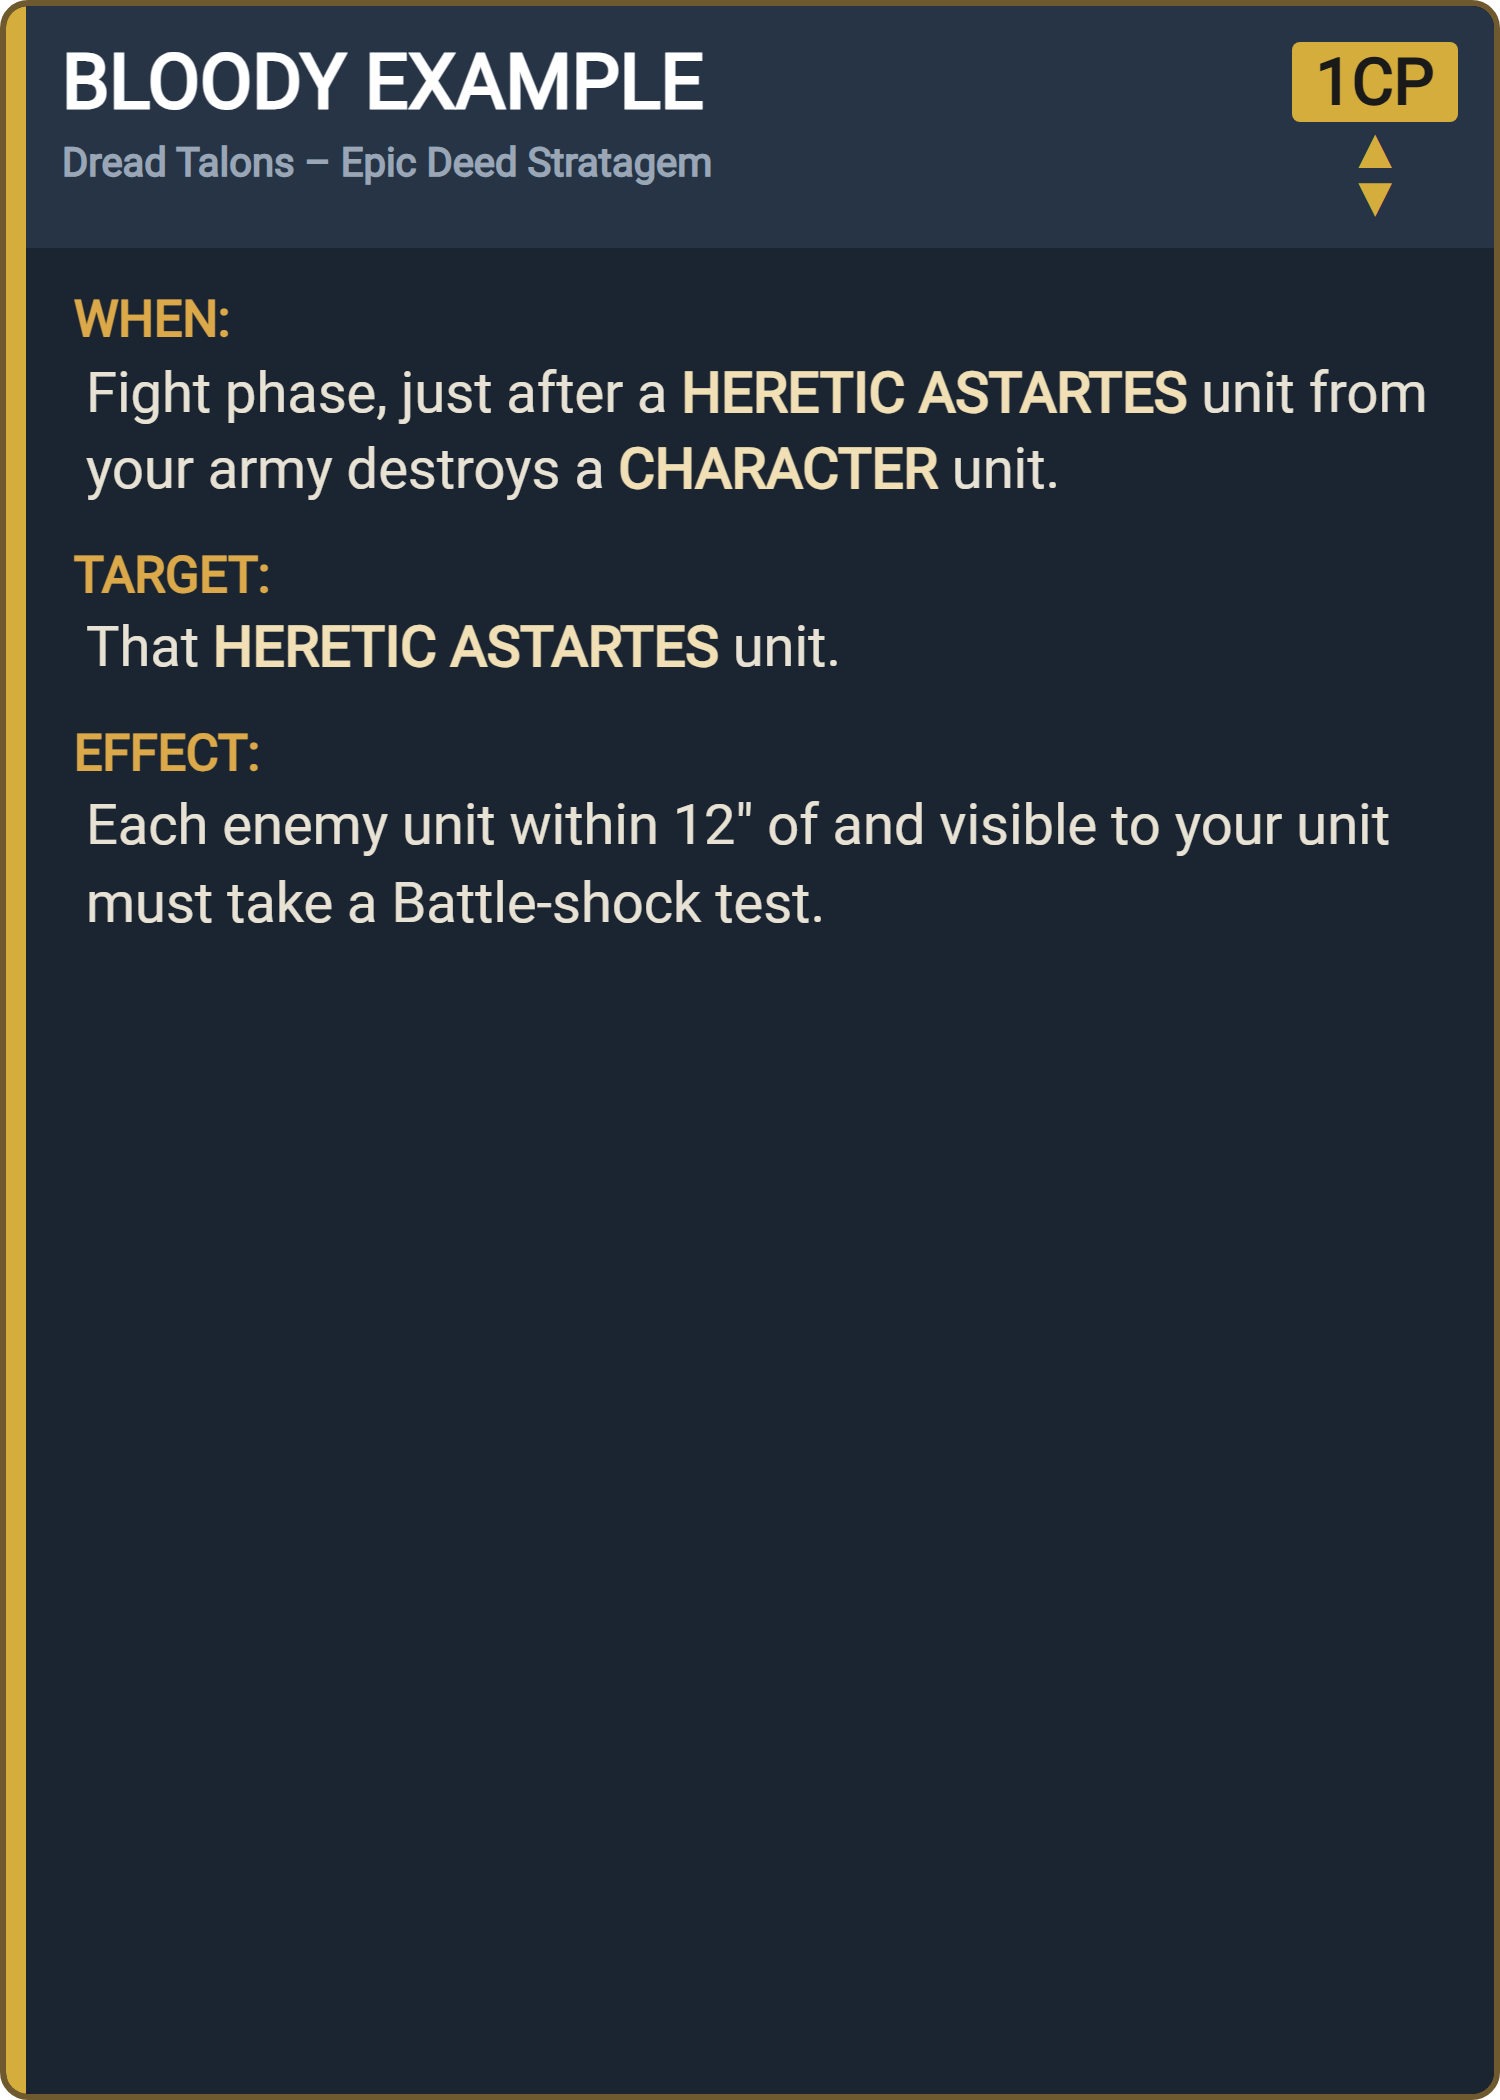 BLOODY EXAMPLE
1CP
Dread Talons – Epic Deed Stratagem
WHEN:
Fight phase, just after a HERETIC ASTARTES unit from
your army destroys a CHARACTER unit.
TARGET:
That HERETIC ASTARTES unit.
EFFECT:
Each enemy unit within 12" of and visible to your unit
must take a Battle-shock test.